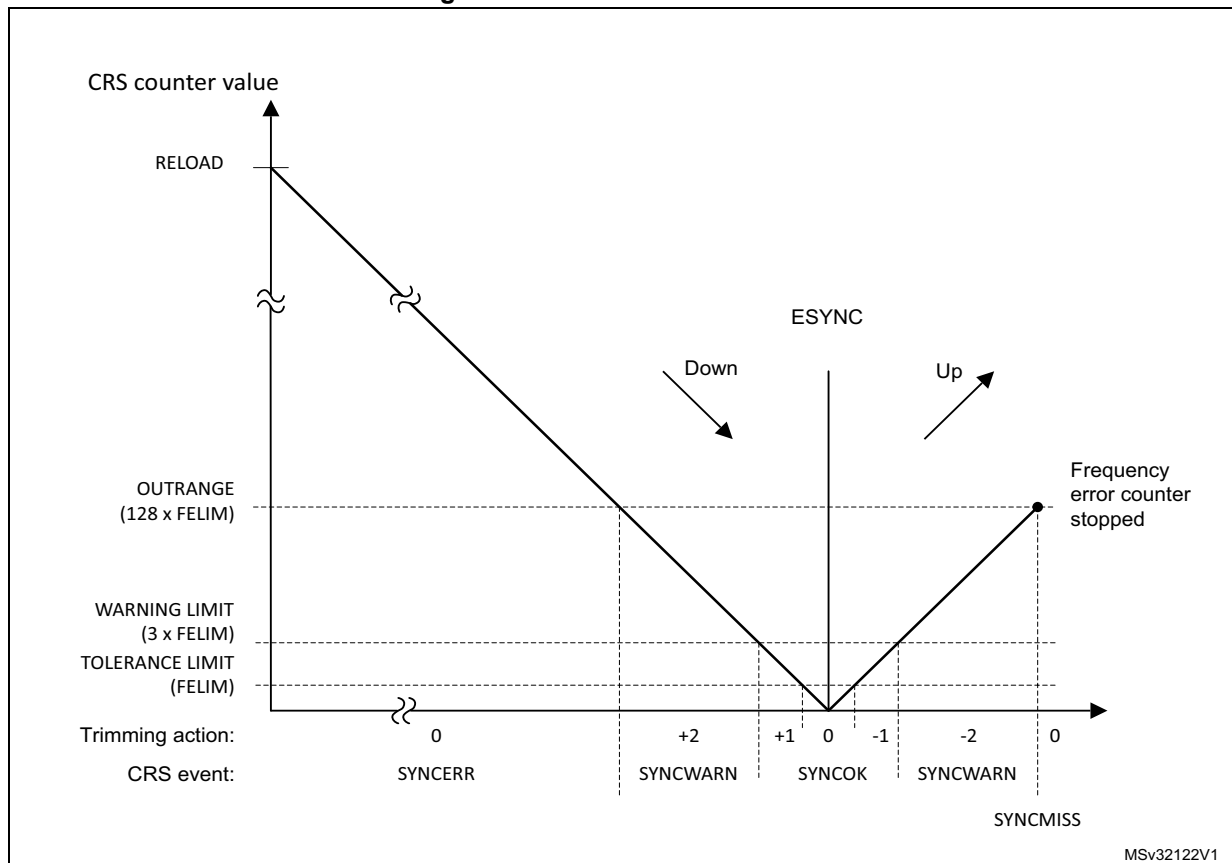 CRS counter value
RELOAD
ESYNC
Down
Up
OUTRANGE
(128 x FELIM)
Frequency
error counter
stopped
WARNING LIMIT
(3 x FELIM)
TOLERANCE LIMIT
(FELIM)
Trimming action: 0 +2 +1 0 -1 -2 0
CRS event: SYNCERR SYNCWARN SYNCOK SYNCWARN
SYNCMISS
MSv32122V1